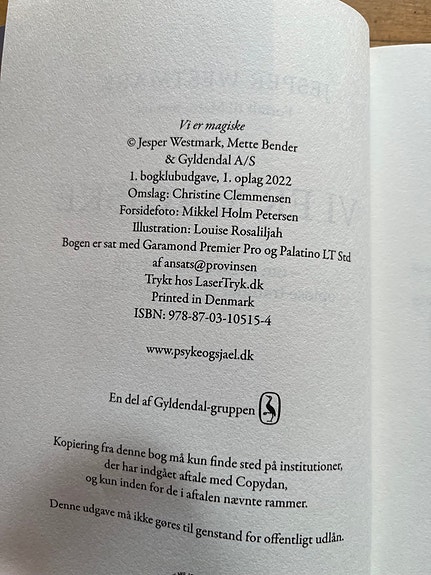 Vi er magiske
© Jesper Westmark, Mette Bender
& Gyldendal A/S
1. bogklubudgave, 1. oplag 2022
Omslag: Christine Clemmensen
Forsidefoto: Mikkel Holm Petersen
Illustration: Louise Rosaliljah
Bogen er sat med Garamond Premier Pro og Palatino LT Std
af ansats@provinsen
Trykt hos LaserTryk.dk
Printed in Denmark
ISBN: 978-87-03-10515-4
www.psykeogsjael.dk
En del af Gyldendal-gruppen
Kopiering fra denne bog må kun finde sted på institutioner,
der har indgået aftale med Copydan,
og kun inden for de i aftalen nævnte rammer.
Denne udgave må ikke gøres til genstand for offentligt udlån.